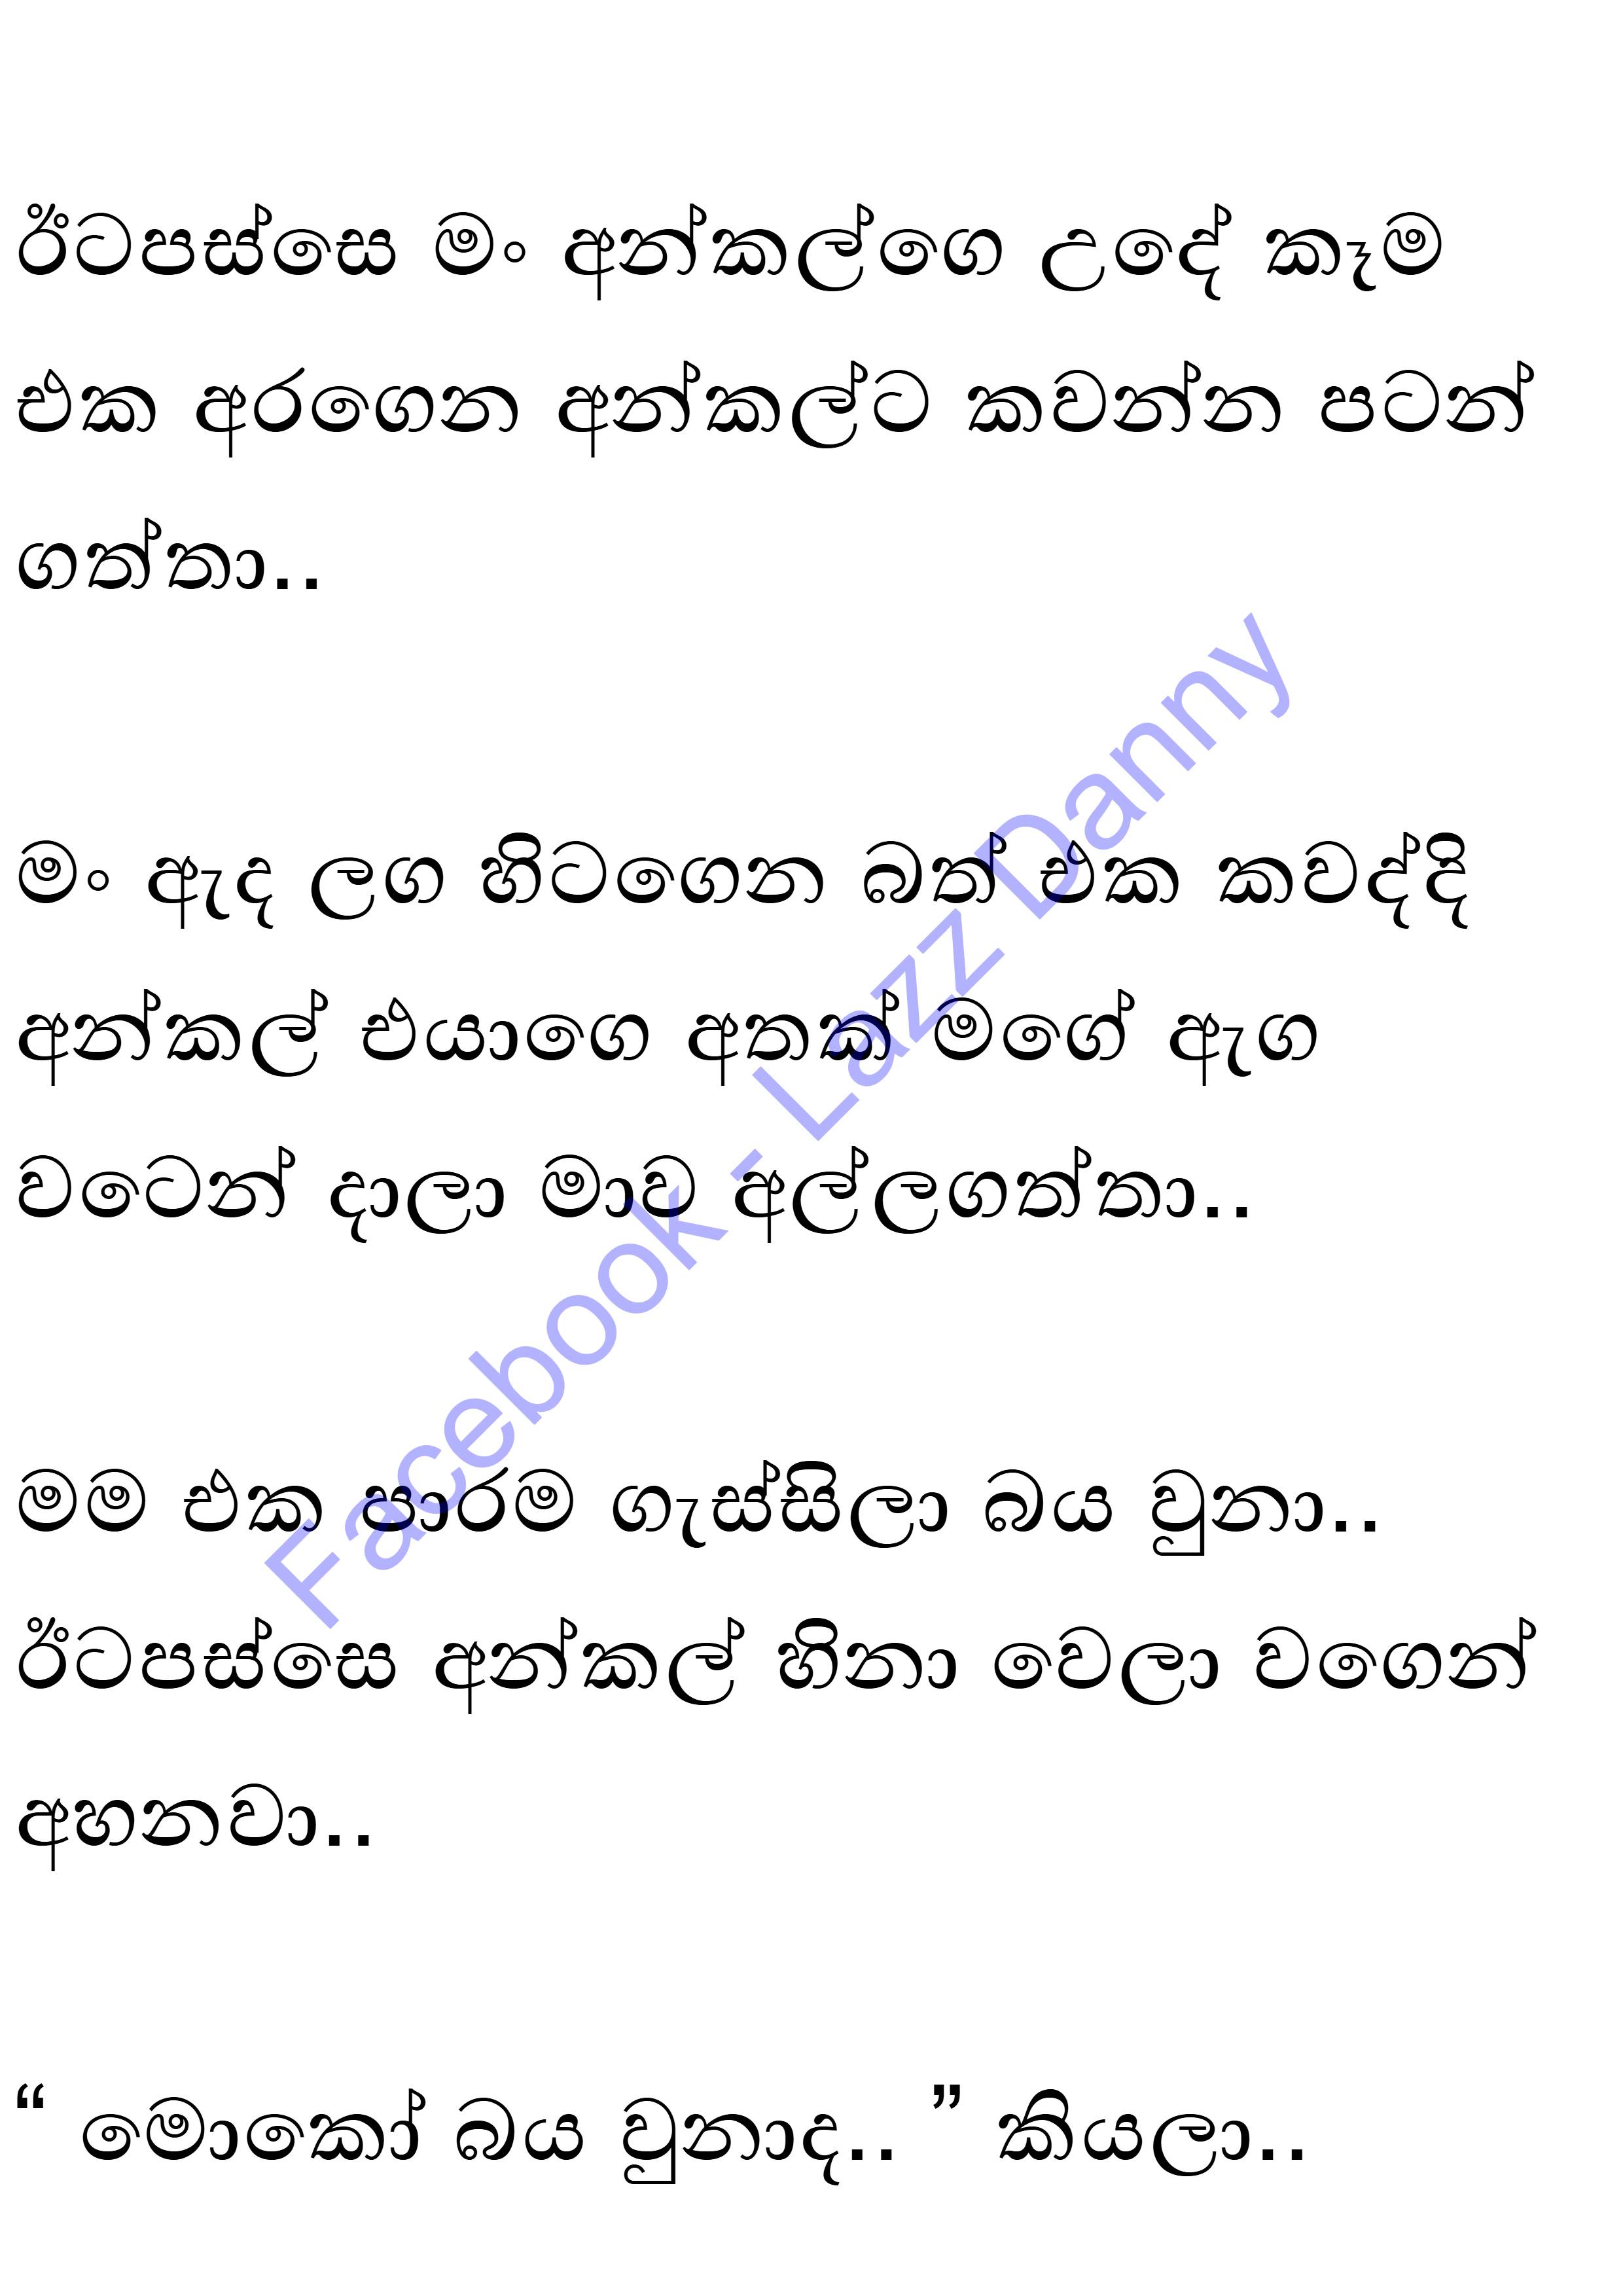 ඊටපස්සෙ මං අන්කල්ගෙ උදේ කෑම
එක අරගෙන අන්කල්ට කවන්න පටන්
ගත්තා..
මං ඇඳ ලග හිටගෙන බත් එක කවද්දි
අන්කල් එයාගෙ අතක් මගේ ඇග
වටෙන් දාලා මාව අල්ලගත්තා..
මම එක පාරම ගැස්සිලා බය වුනා..
ඊටපස්සෙ අන්කල් හිනා වෙලා වගෙන්
අහනවා..
“ මොකෝ බය වුනාද.. ” කියලා..
Facebook - Lazz Danny